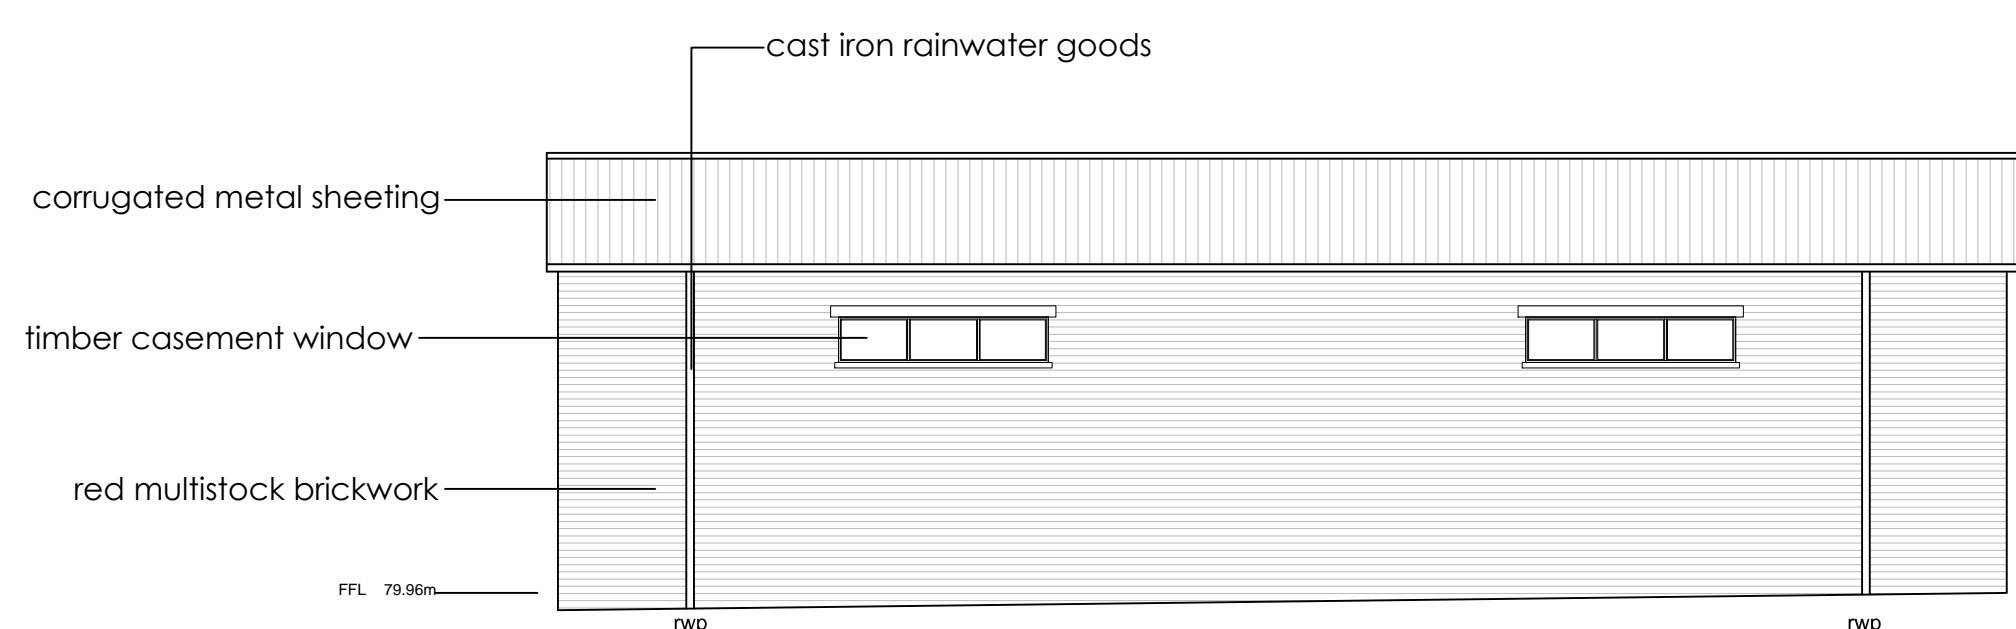 cast iron rainwater goods
corrugated metal sheeting
timber casement window
red multistock brickwork
FFL 79.96m
rwp
rwp